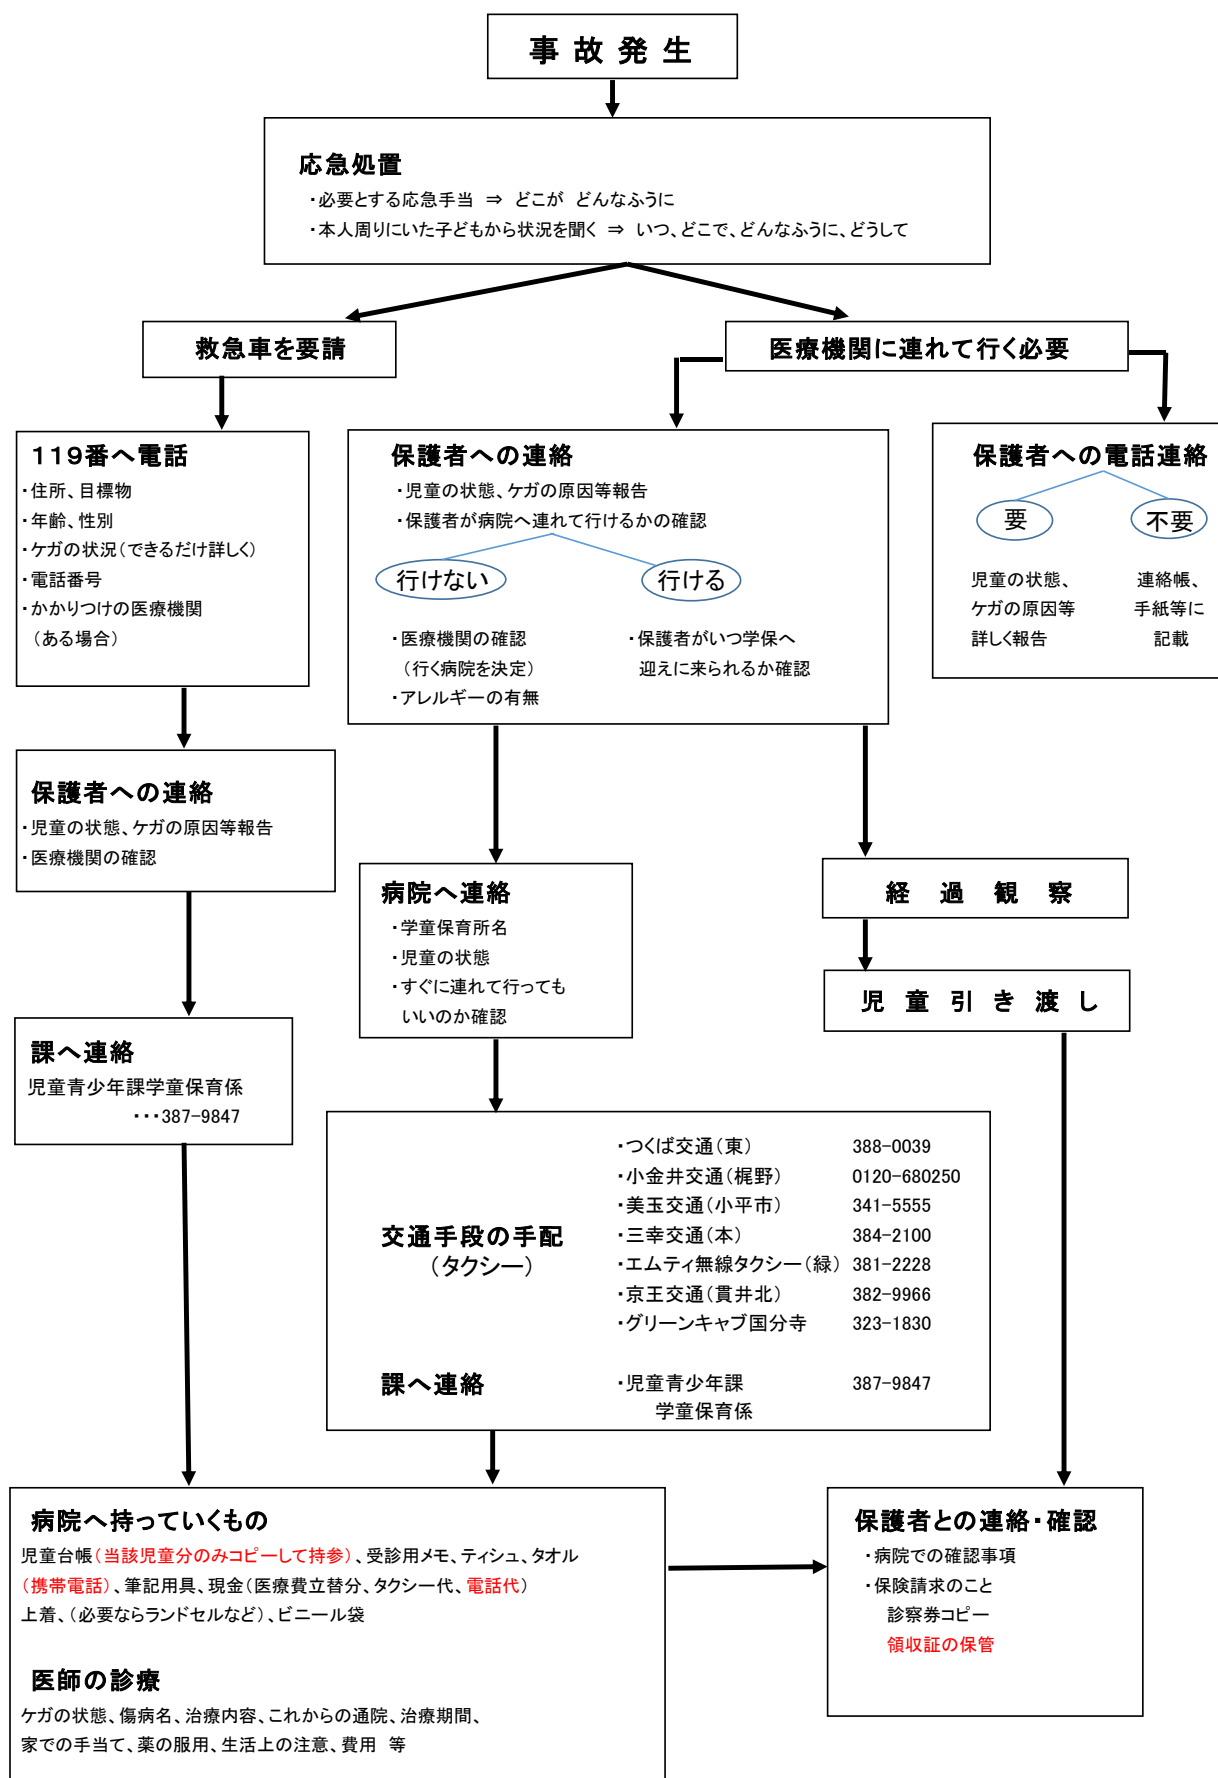 事 故 発 生
応急処置
・必要とする応急手当 ⇒ どこが どんなふうに
・本人周りにいた子どもから状況を聞く ⇒ いつ、どこで、どんなふうに、どうして
救急車を要請
医療機関に連れて行く必要
119番へ電話
・住所、目標物
・年齢、性別
・ケガの状況(できるだけ詳しく)
・電話番号
・かかりつけの医療機関
(ある場合)
保護者への連絡
・児童の状態、ケガの原因等報告
・保護者が病院へ連れて行けるかの確認
行けない
行ける
・医療機関の確認
(行く病院を決定)
・アレルギーの有無
・保護者がいつ学保へ
迎えに来られるか確認
保護者への電話連絡
要
不要
児童の状態、
ケガの原因等
詳しく報告
連絡帳、
手紙等に
記載
保護者への連絡
・児童の状態、ケガの原因等報告
・医療機関の確認
病院へ連絡
・学童保育所名
・児童の状態
・すぐに連れて行っても
いいのか確認
経 過 観 察
児 童 引 き 渡 し
課へ連絡
児童青少年課学童保育係
・・・387-9847
交通手段の手配
(タクシー)
・つくば交通(東) 388-0039
・小金井交通(梶野) 0120-680250
・美玉交通(小平市) 341-5555
・三幸交通(本) 384-2100
・エムティ無線タクシー(緑) 381-2228
・京王交通(貫井北) 382-9966
・グリーンキャブ国分寺 323-1830
課へ連絡
・児童青少年課 387-9847
学童保育係
病院へ持っていくもの
児童台帳(当該児童分のみコピーして持参)、受診用メモ、ティシュ、タオル
(携帯電話)、筆記用具、現金(医療費立替分、タクシー代、電話代)
上着、(必要ならランドセルなど)、ビニール袋
医師の診療
ケガの状態、傷病名、治療内容、これからの通院、治療期間、
家での手当て、薬の服用、生活上の注意、費用 等
保護者との連絡・確認
・病院での確認事項
・保険請求のこと
診察券コピー
領収証の保管